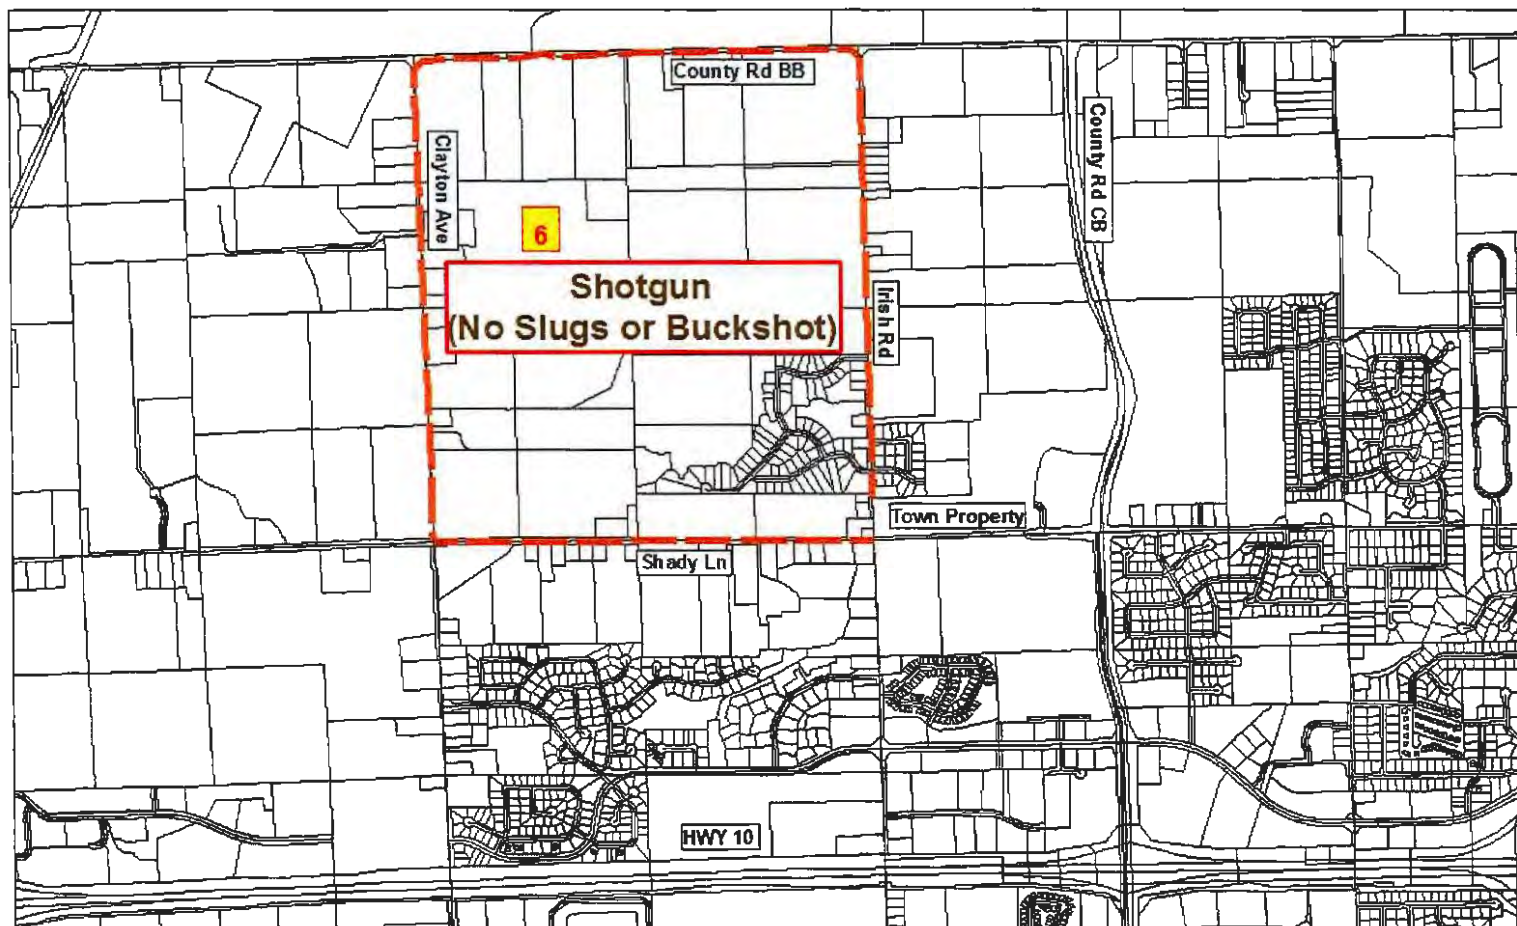 County Rd BB
Clayton Ave
County Rd CB
6
Shotgun
(No Slugs or Buckshot)
Irish Rd
Town Property
Shady Ln
HWY 10